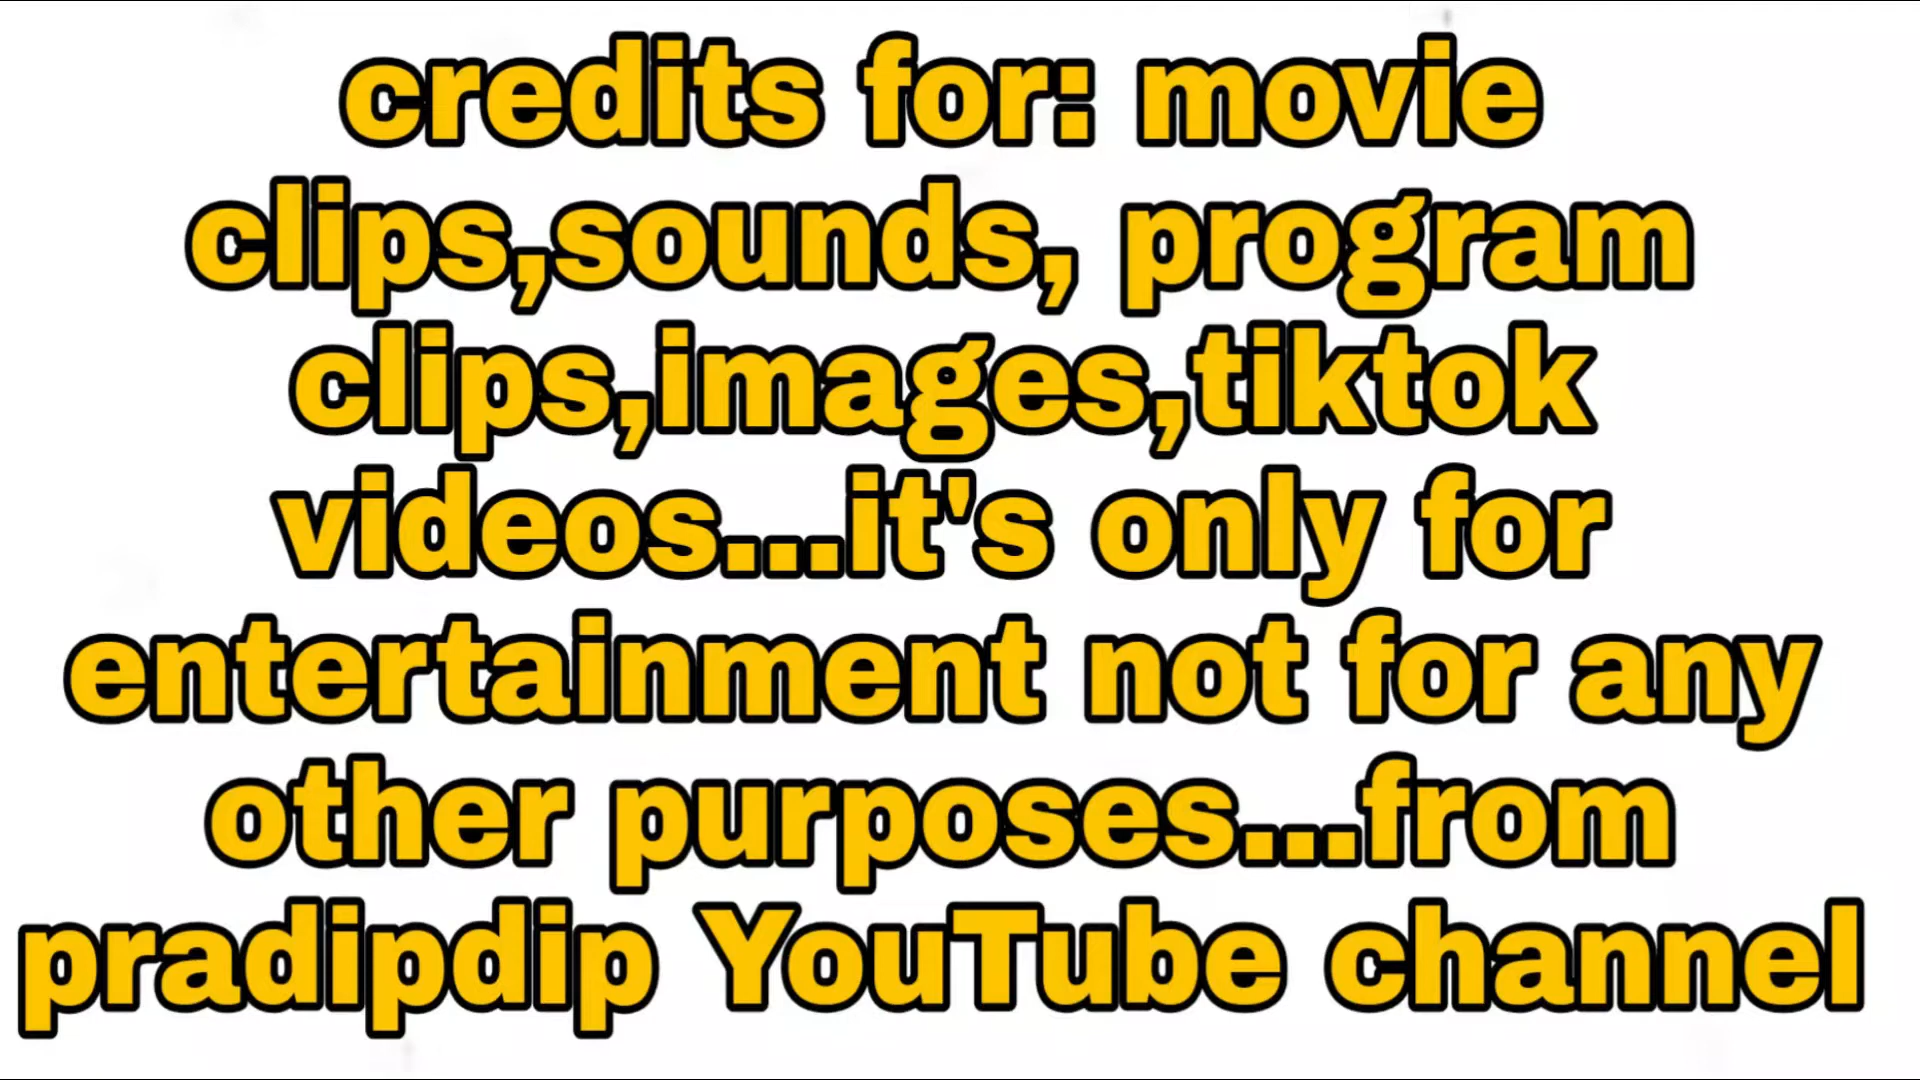 credits for: movie
clips,sounds, program
clips,images,tiktok
videos...it's only for
entertainment not for any
other purposes...from
pradipdip YouTube channel